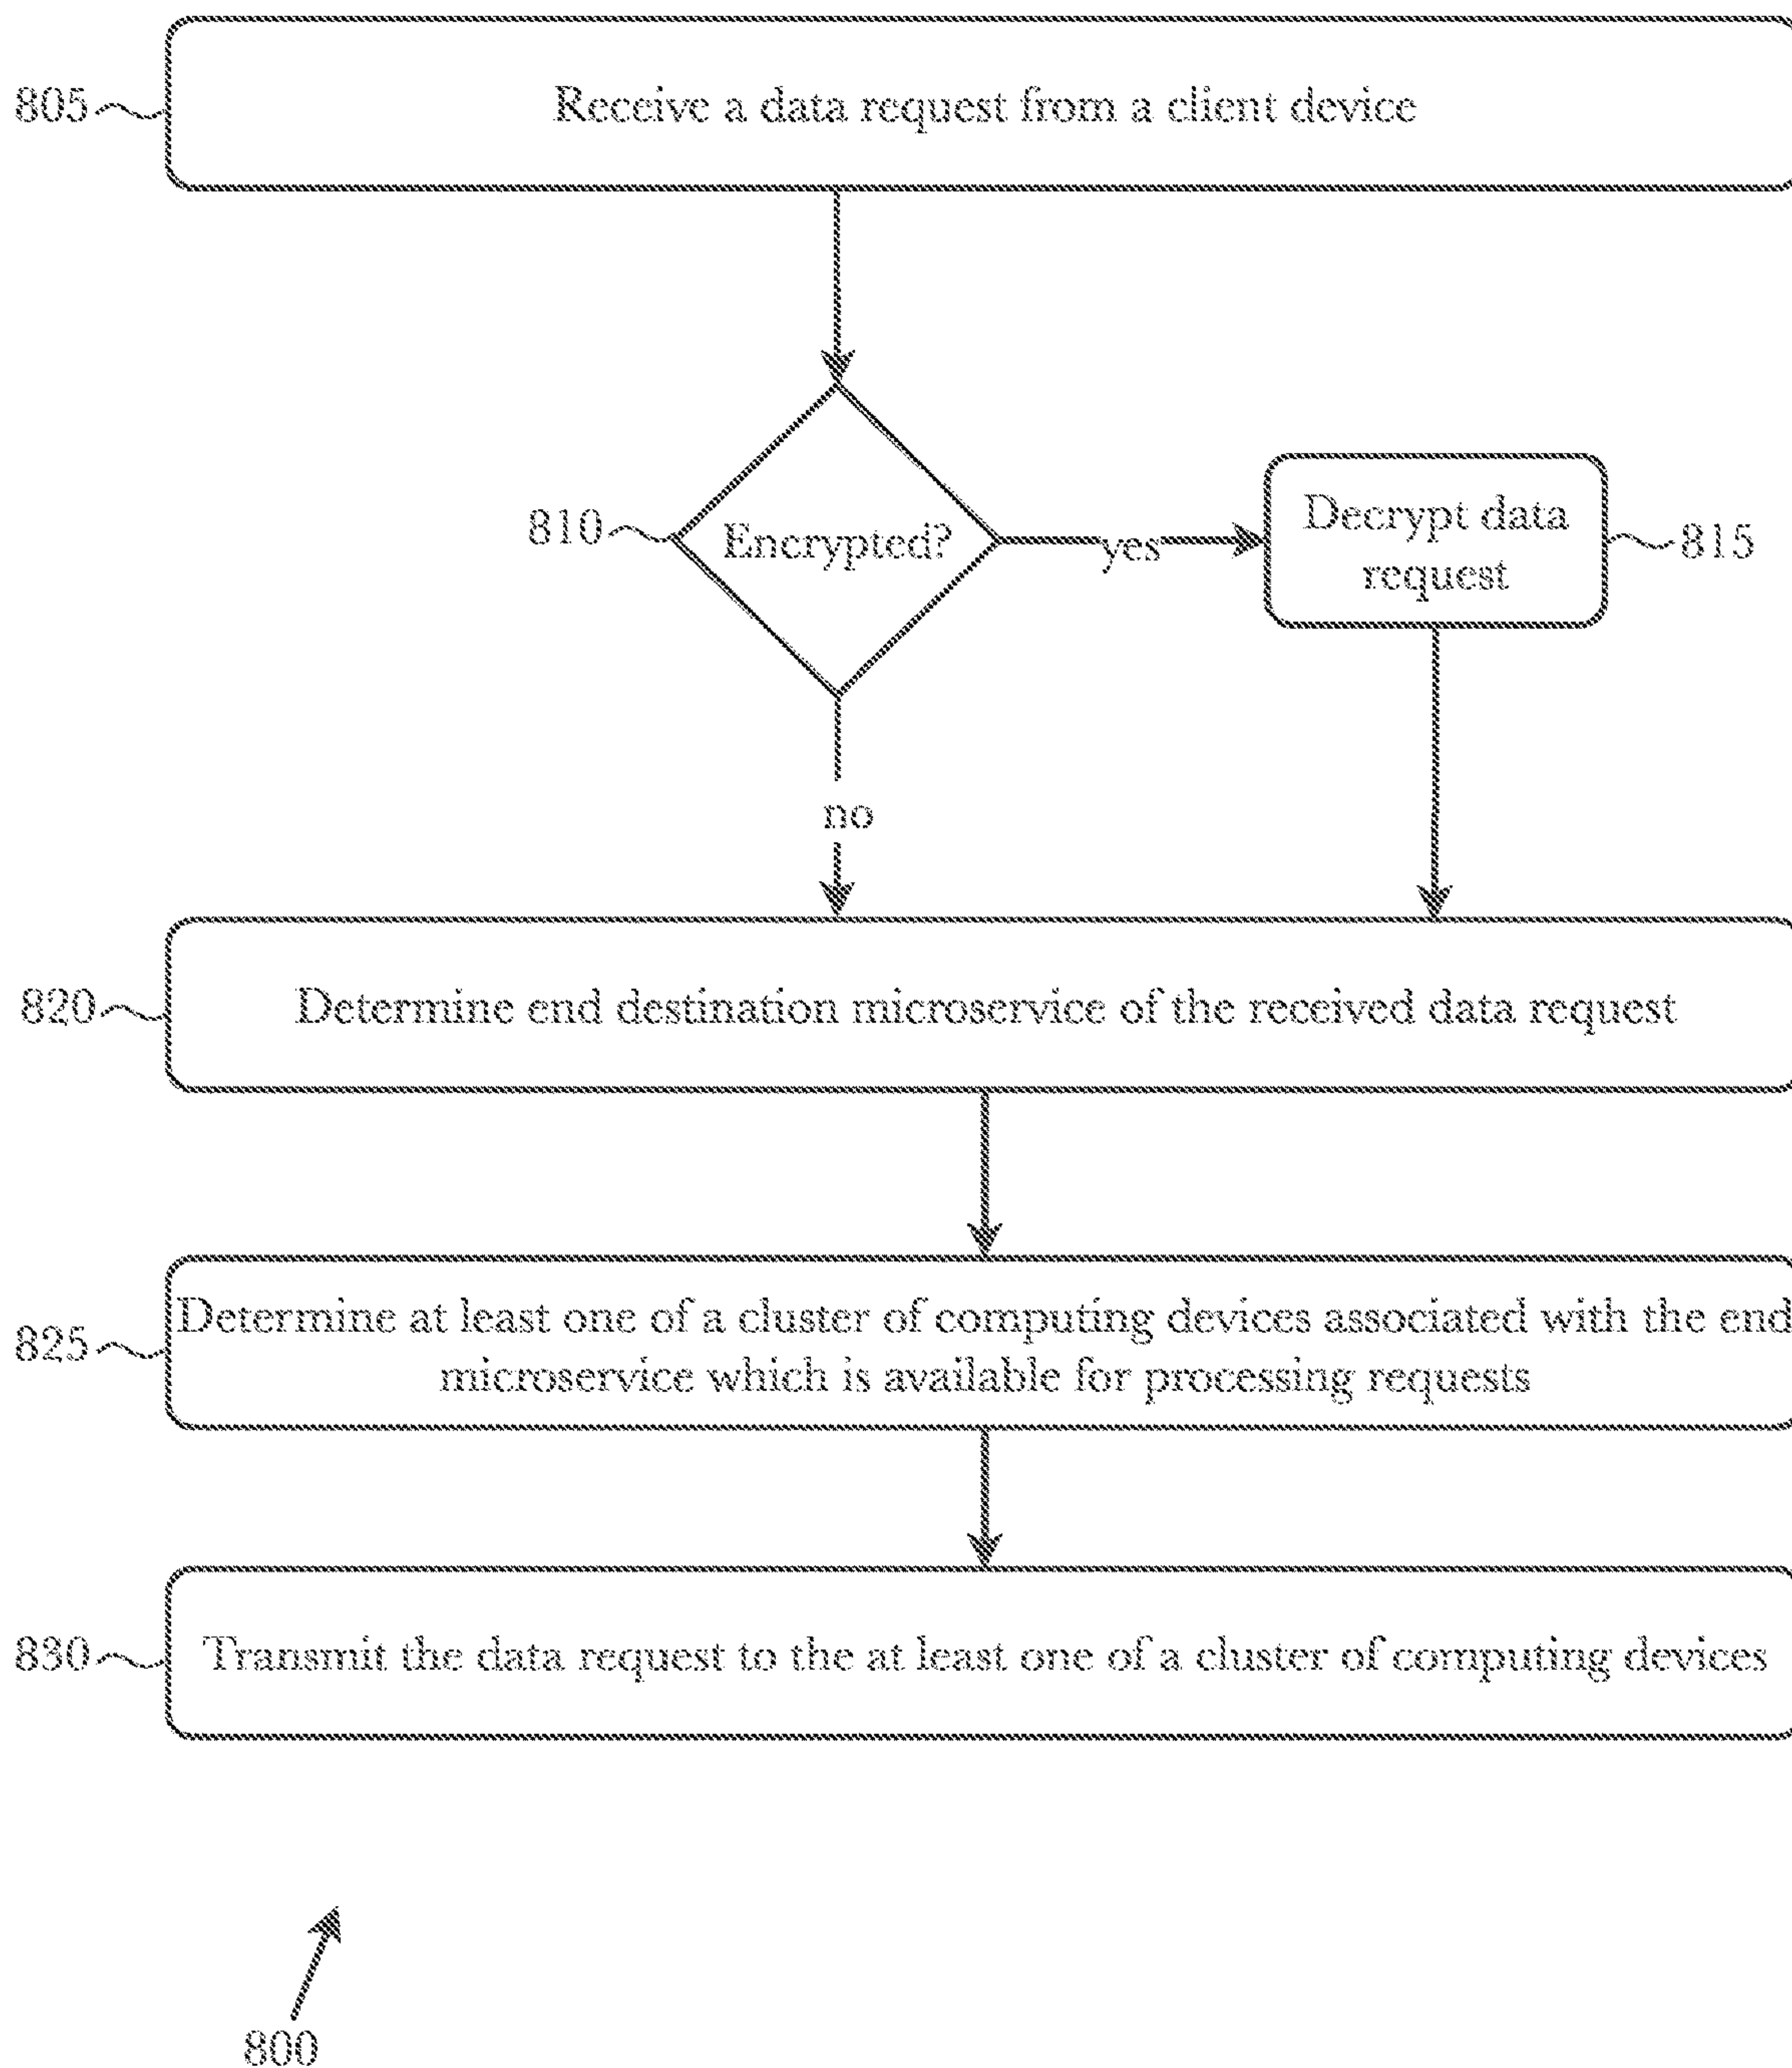 805
Receive a data request from a client device
810
Encrypted?
yes
Decrypt data
request
815
no
820
Determine end destination microservice of the received data request
825
Determine at least one of a cluster of computing devices associated with the end
microservice which is available for processing requests
830
Transmit the data request to the at least one of a cluster of computing devices
800